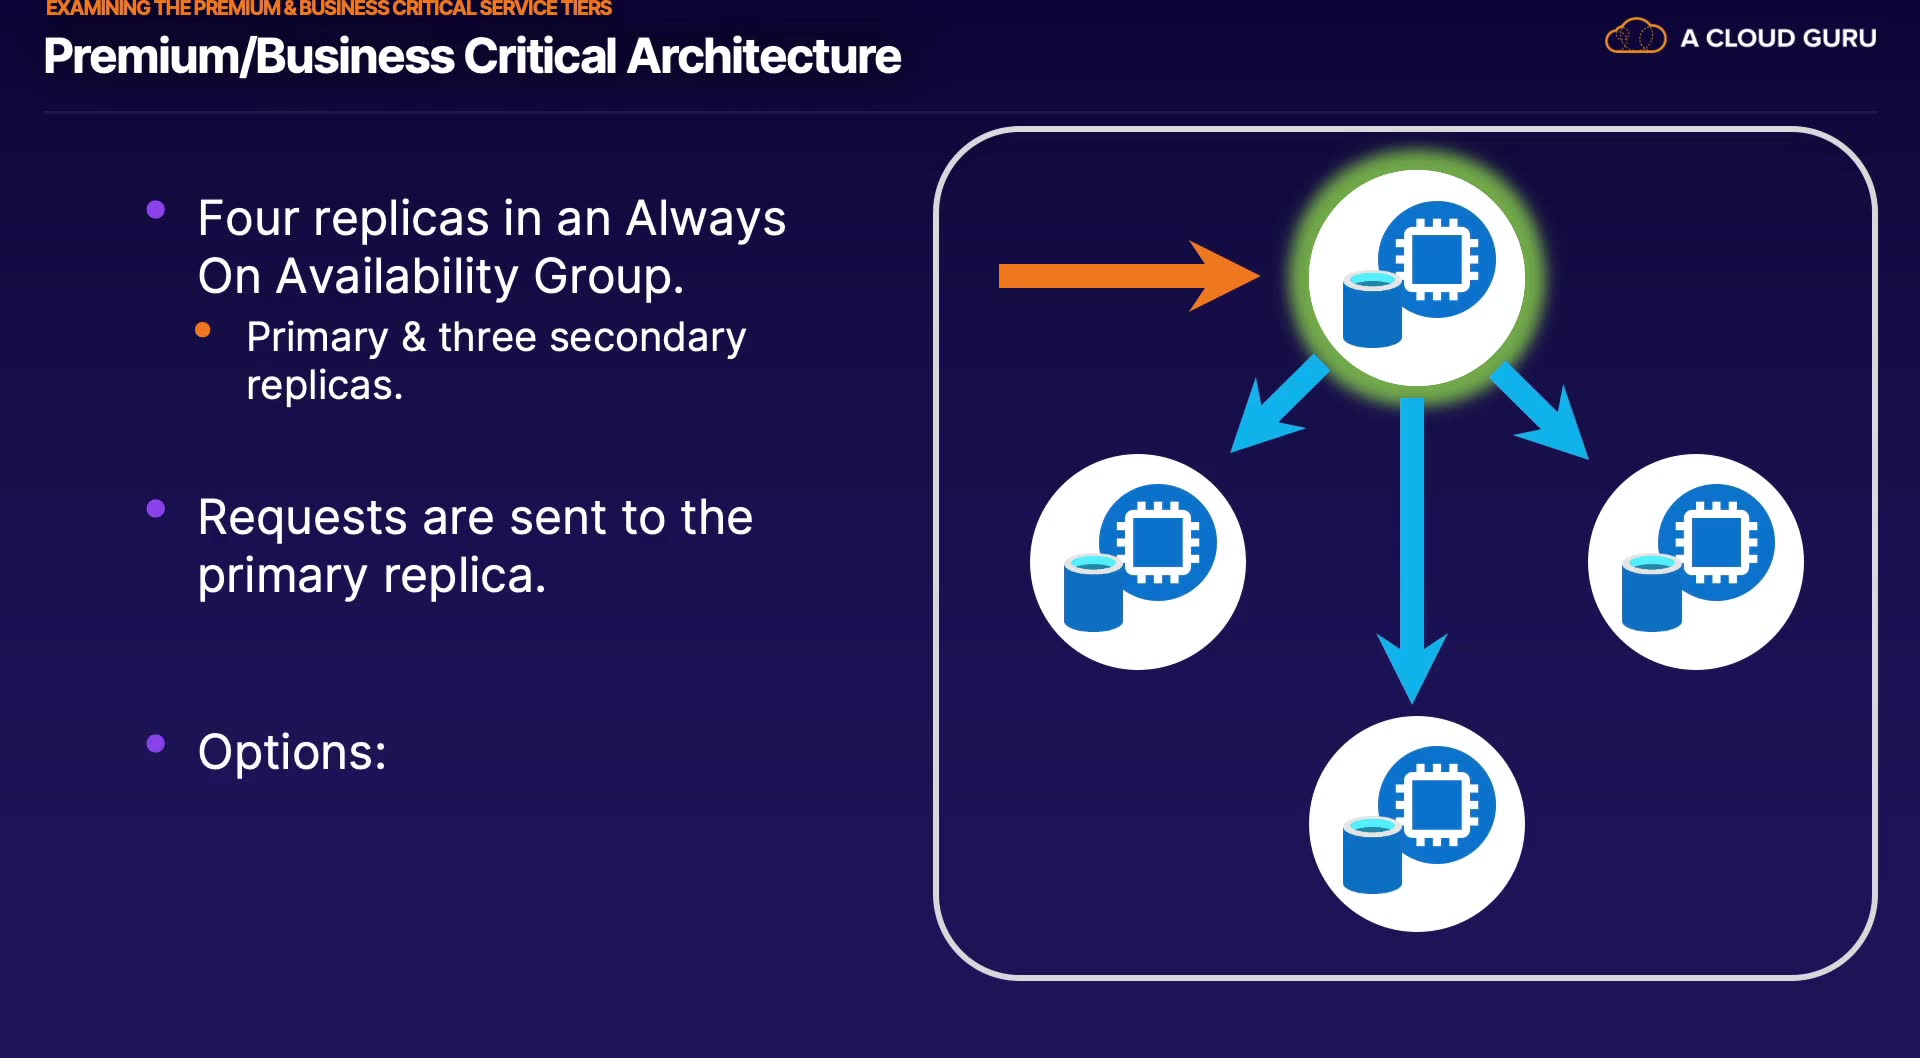 EXAMINING THE PREMIUM & BUSINESS CRITICAL SERVICE TIERS
Premium/Business Critical Architecture
A CLOUD GURU
Four replicas in an Always
On Availability Group.
Primary & three secondary
replicas.
Requests are sent to the
primary replica.
Options: